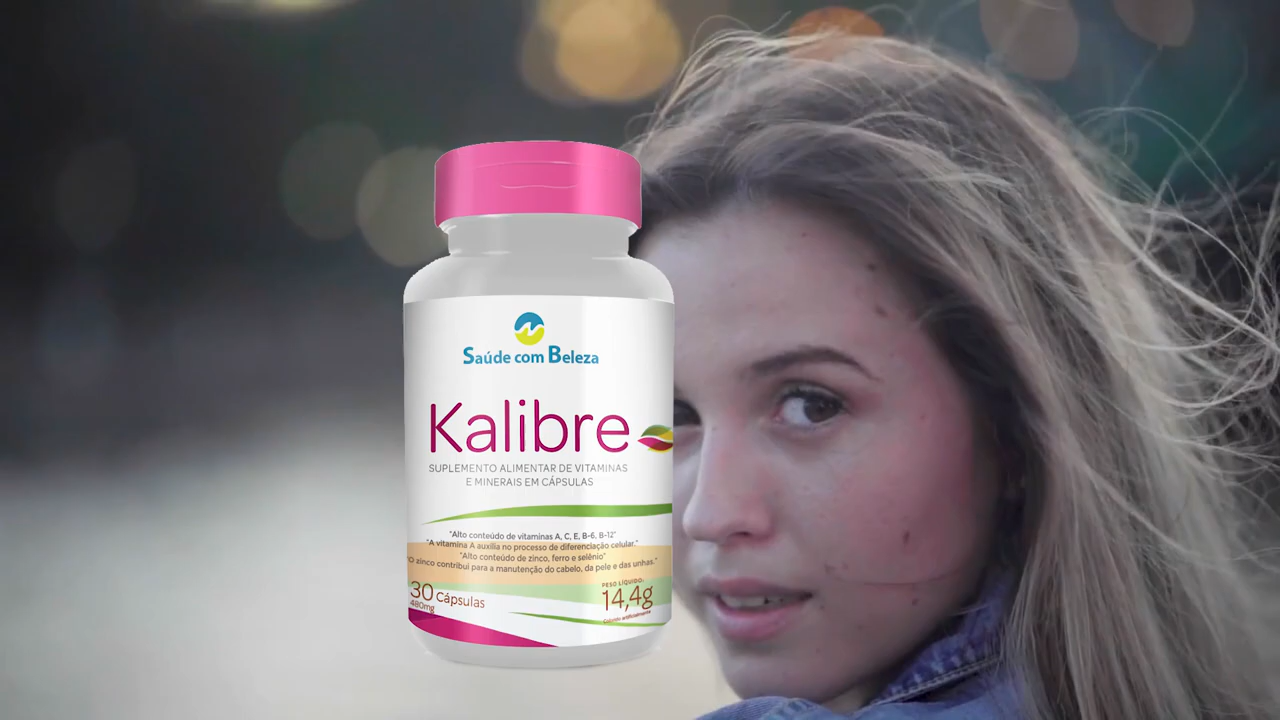 Saúde com Beleza
Kalibre
SUPLEMENTO ALIMENTAR DE VITAMINAS
E MINERAIS EM CÁPSULAS
"Alto conteúdo de vitaminas A, C, E, B-6, B-12"
"A vitamina A auxilia no processo de diferenciação celular."
"Alto conteúdo de zinco, ferro e selênio"
"O zinco contribui para a manutenção do cabelo, da pele e das unhas."
30 Cápsulas
480mg
PESO LÍQUIDO:
14,4g
Colorido artificialmente